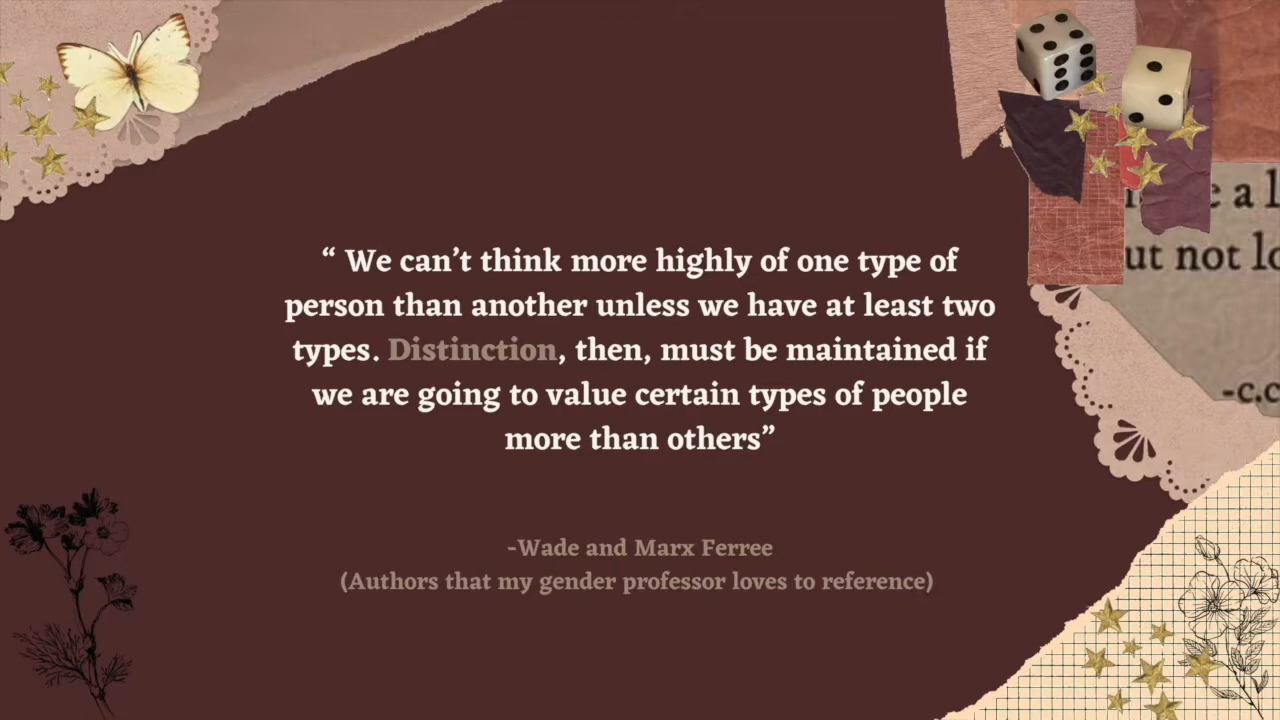 “ We can’t think more highly of one type of
person than another unless we have at least two
types. Distinction, then, must be maintained if
we are going to value certain types of people
more than others”
-Wade and Marx Ferree
(Authors that my gender professor loves to reference)
a
not